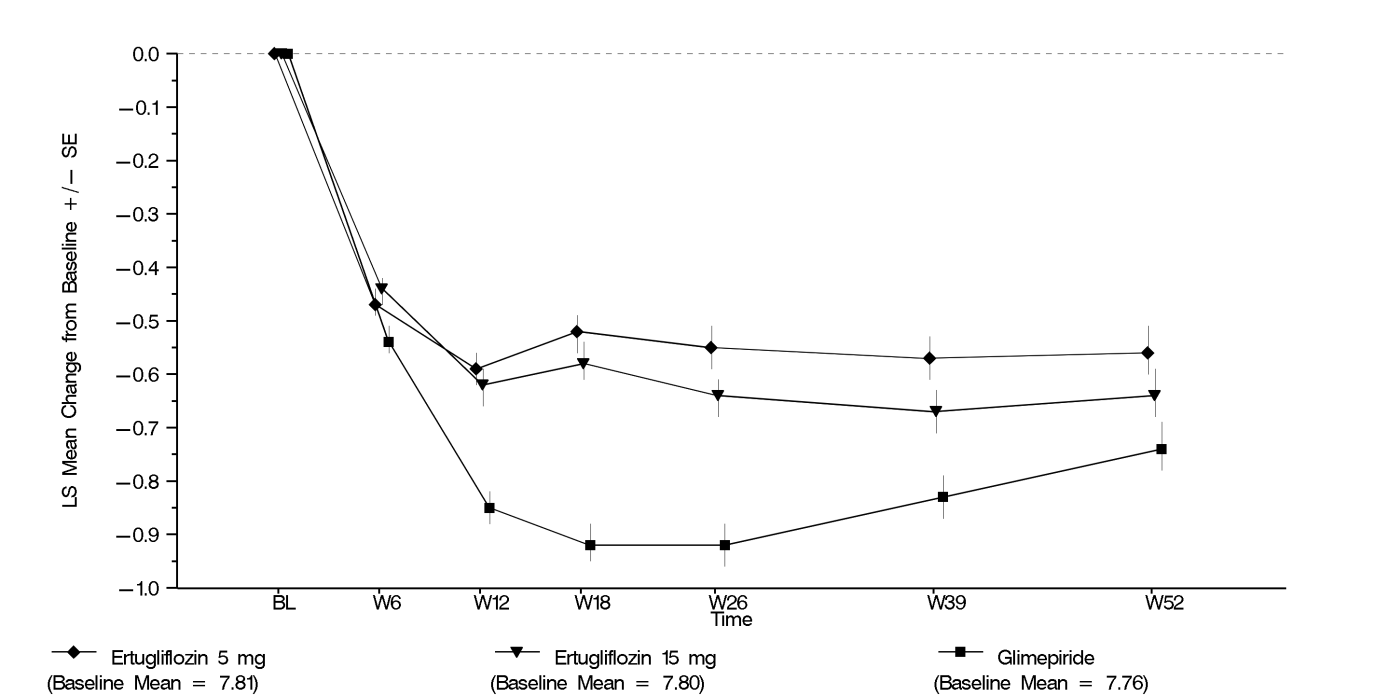 LS Mean Change from Baseline +/− SE
0.0
−0.1
−0.2
−0.3
−0.4
−0.5
−0.6
−0.7
−0.8
−0.9
−1.0
BL W6 W12 W18 W26 W39 W52
Time
Ertugliflozin 5 mg Ertugliflozin 15 mg Glimepiride
(Baseline Mean = 7.81) (Baseline Mean = 7.80) (Baseline Mean = 7.76)